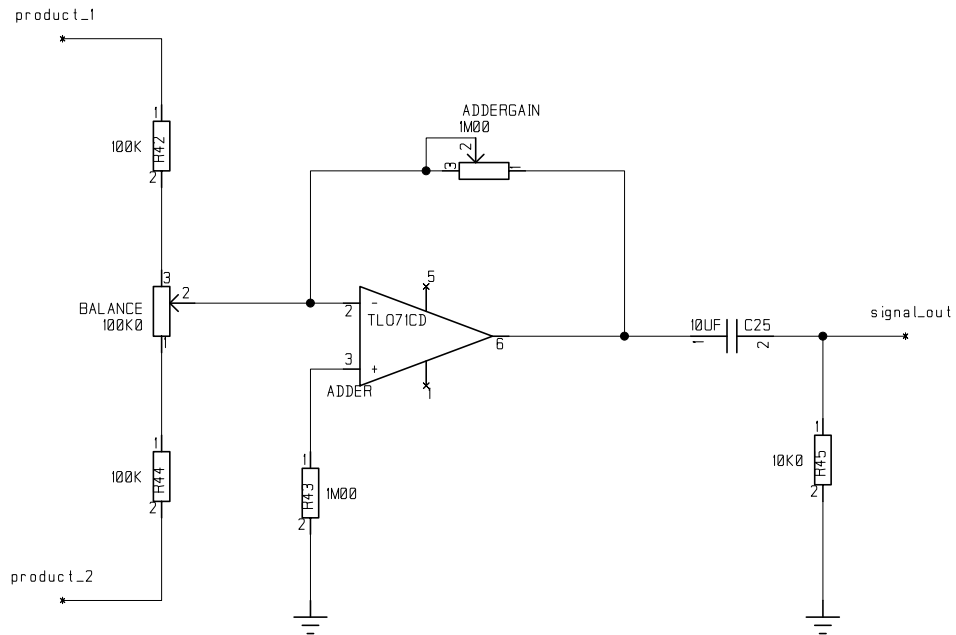 product_1
1
100K
R42
2
ADDERGAIN
1M00
2
3
1
3
2
BALANCE
100K0
1
5
2
-
TL071CD
6
3
+
ADDER
1
10UF
C25
1
2
signal_out
1
100K
R44
2
1
R43
1M00
2
1
10K0
R45
2
product_2